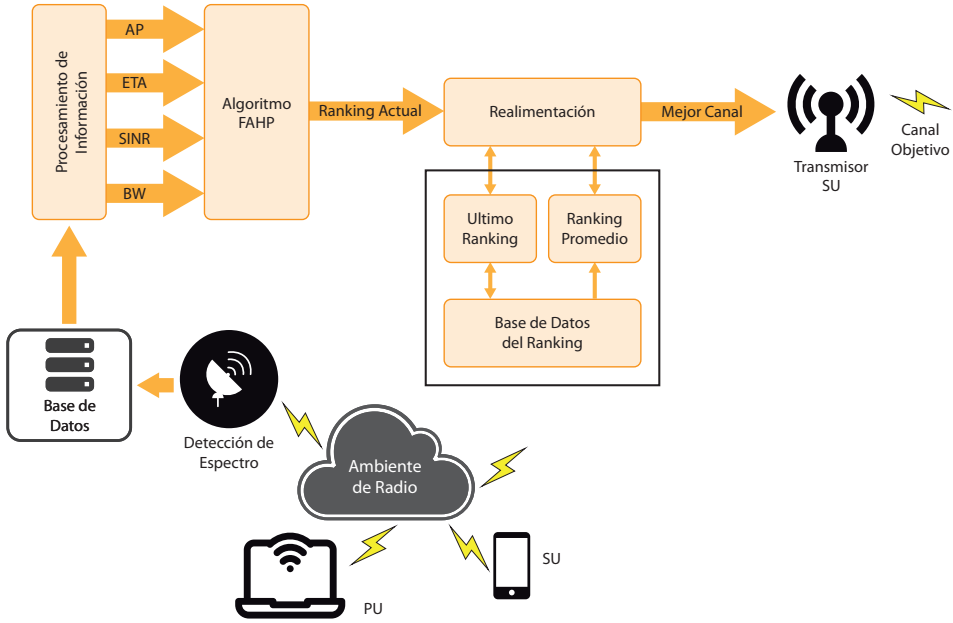 Procesamiento de
Información
AP
ETA
SINR
BW
Algoritmo
FAHP
Ranking Actual
Realimentación
Mejor Canal
Transmisor
SU
Canal
Objetivo
Ultimo
Ranking
Ranking
Promedio
Base de Datos
del Ranking
Base de
Datos
Detección de
Espectro
Ambiente
de Radio
PU
SU